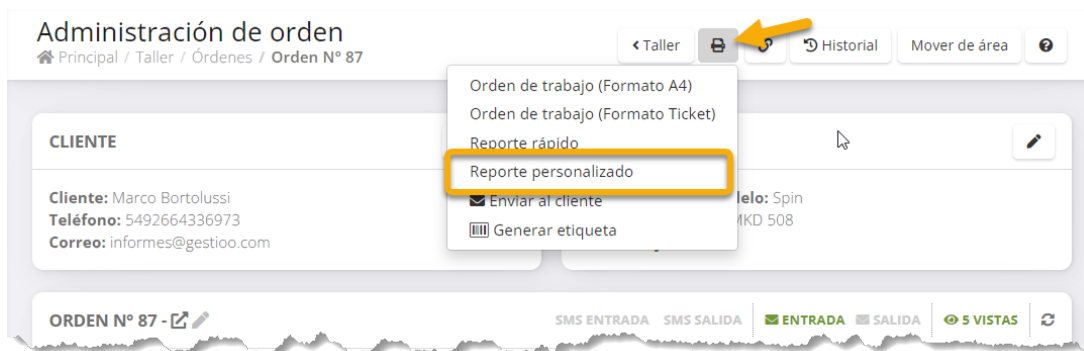 Administración de orden
Principal / Taller / Órdenes / Orden N° 87
Taller
Historial
Mover de área
Orden de trabajo (Formato A4)
Orden de trabajo (Formato Ticket)
Reporte rápido
Reporte personalizado
Enviar al cliente
Generar etiqueta
CLIENTE
Cliente: Marco Bortolussi
Teléfono: 5492664336973
Correo: informes@gestioo.com
Spin
MKD 508
ORDEN N° 87 -
SMS ENTRADA SMS SALIDA ENTRADA SALIDA 5 VISTAS